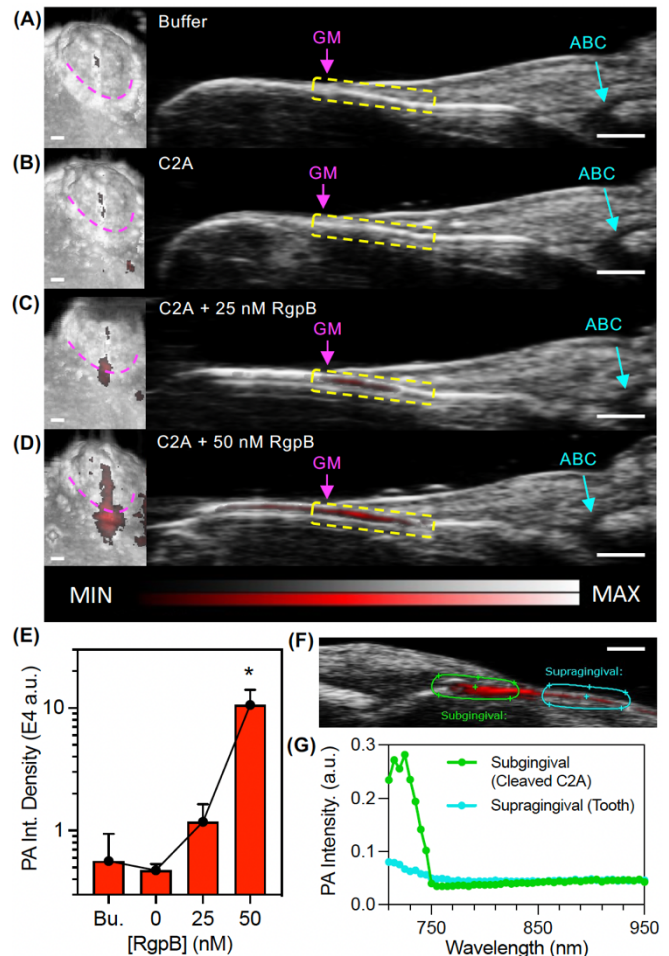 (A)
Buffer
GM
ABC
(B)
C2A
GM
ABC
(C)
C2A + 25 nM RgpB
GM
ABC
(D)
C2A + 50 nM RgpB
GM
ABC
MIN
MAX
(E)
PA Int. Density (E4 a.u.)
10
1
*
Bu. 0 25 50
[RgpB] (nM)
(F)
Supragingival:
Subgingival:
(G)
PA Intensity. (a.u.)
0.3
0.2
0.1
0.0
Subgingival
(Cleaved C2A)
Supragingival (Tooth)
750 850 950
Wavelength (nm)